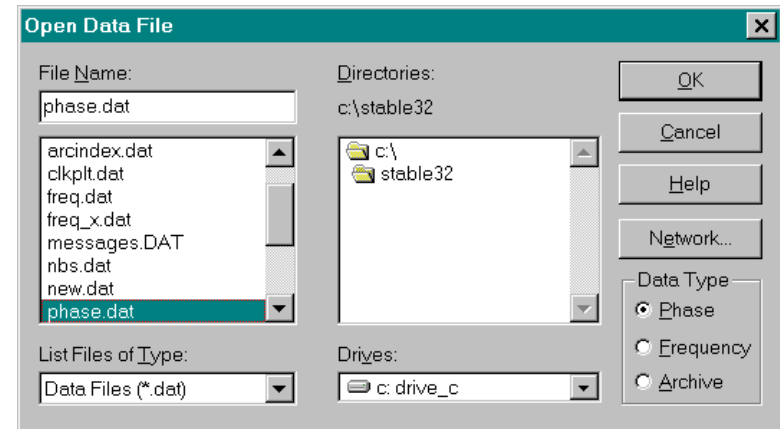 Open Data File
File Name:
phase.dat
arcindex.dat
clkplt.dat
freq.dat
freq_x.dat
messages.DAT
nbs.dat
new.dat
phase.dat
List Files of Type:
Data Files (*.dat)
Directories:
c:\stable32
c:\
stable32
Drives:
c: drive_c
OK
Cancel
Help
Network...
Data Type
Phase
Frequency
Archive